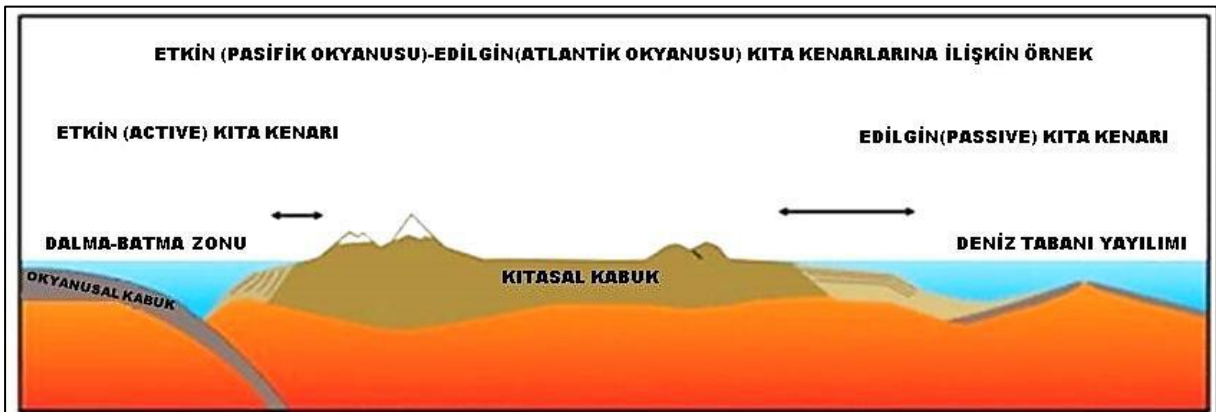 ETKİN (PASİFİK OKYANUSU)-EDİLGİN(ATLANTİK OKYANUSU) KITA KENARLARINA İLİŞKİN ÖRNEK
ETKİN (ACTIVE) KITA KENARI
EDİLGİN(PASSIVE) KITA KENARI
DALMA-BATMA ZONU
DENİZ TABANI YAYILIMI
OKYANUSAL KABUK
KITASAL KABUK